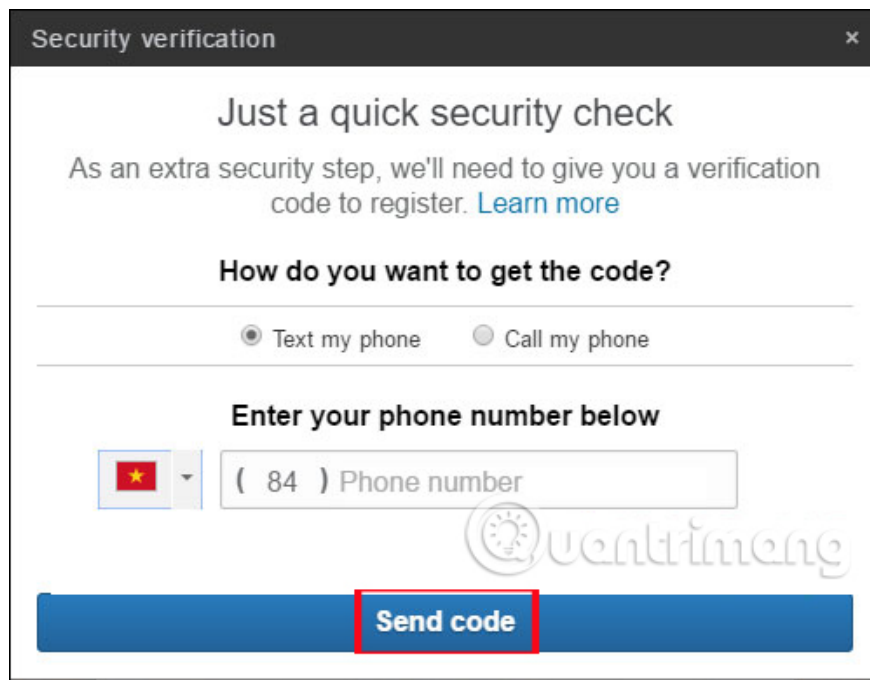 Security verification ×
Just a quick security check
As an extra security step, we'll need to give you a verification
code to register. Learn more
How do you want to get the code?
Text my phone Call my phone
Enter your phone number below
( 84 ) Phone number
Quantrimang
Send code